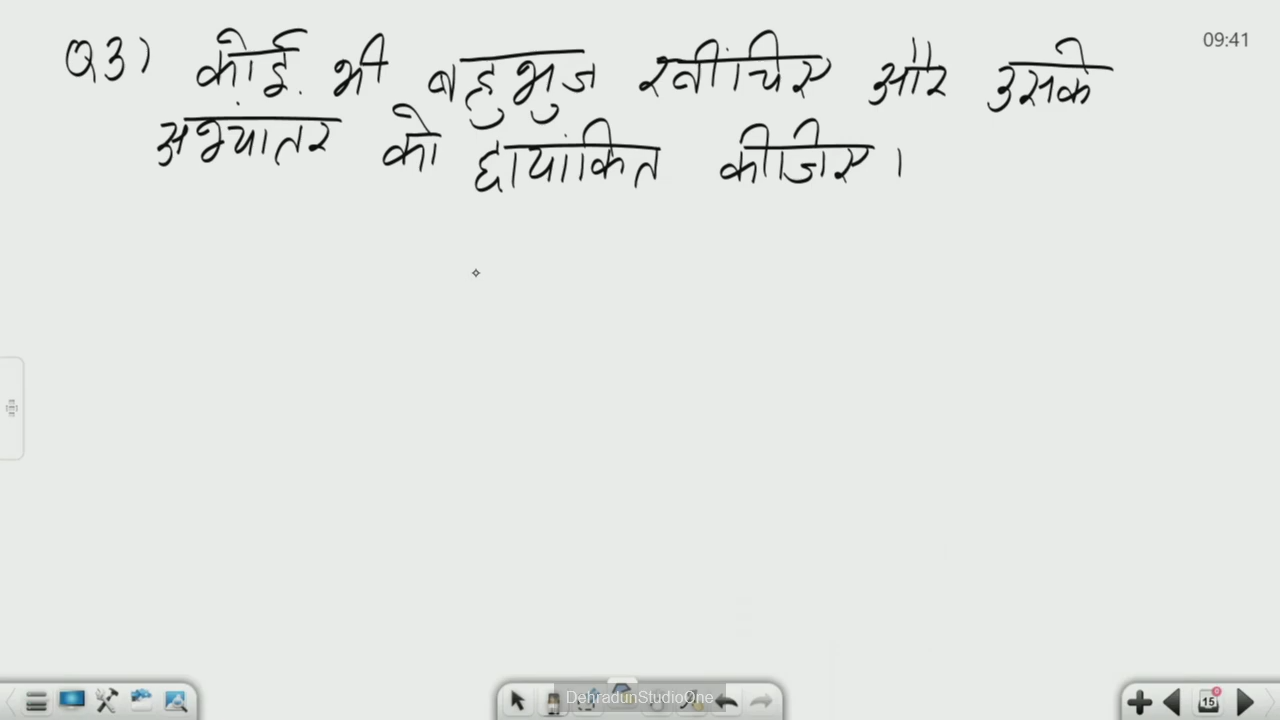 Q3) कोई भी बहुभुज खींचिए और उसके
अभ्यांतर को छायांकित कीजिए।
09:41
DehradunStudioOne
15